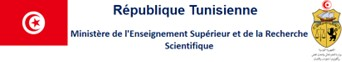 République Tunisienne
Ministère de l'Enseignement Supérieur et de la Recherche
Scientifique